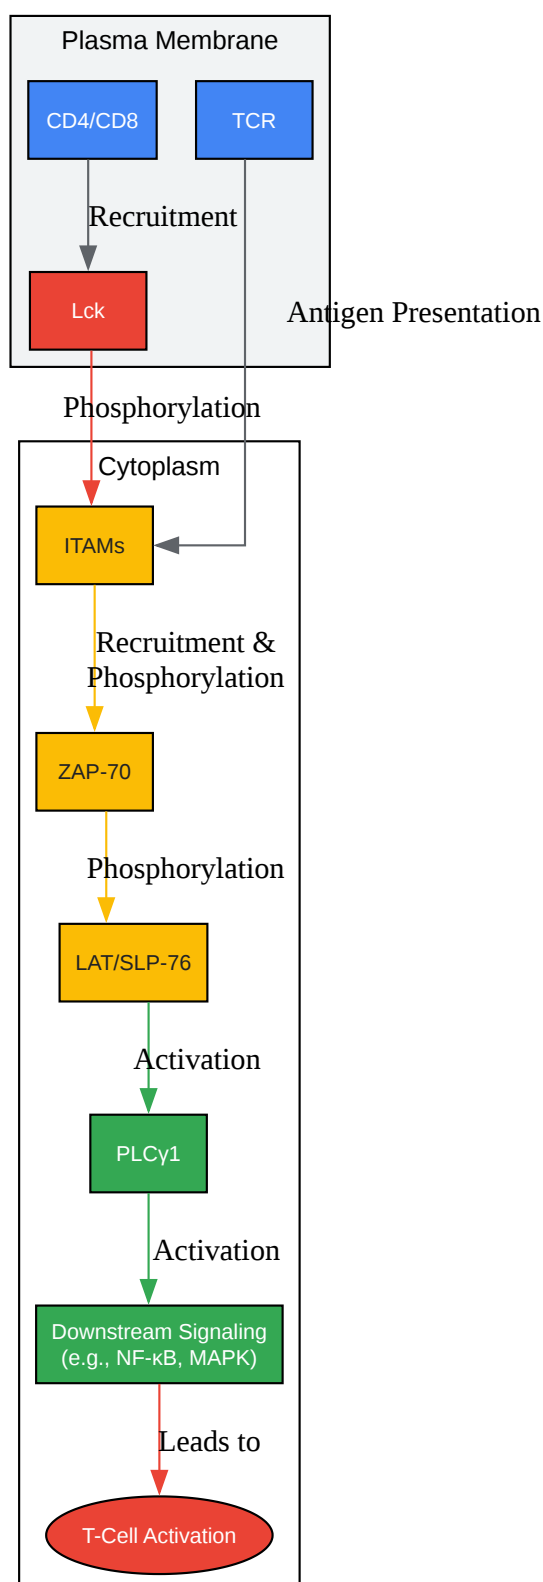 Plasma Membrane
CD4/CD8
TCR
Recruitment
Lck
Antigen Presentation
Phosphorylation
Cytoplasm
ITAMs
Recruitment &
Phosphorylation
ZAP-70
Phosphorylation
LAT/SLP-76
Activation
PLCγ1
Activation
Downstream Signaling
(e.g., NF-κB, MAPK)
Leads to
T-Cell Activation